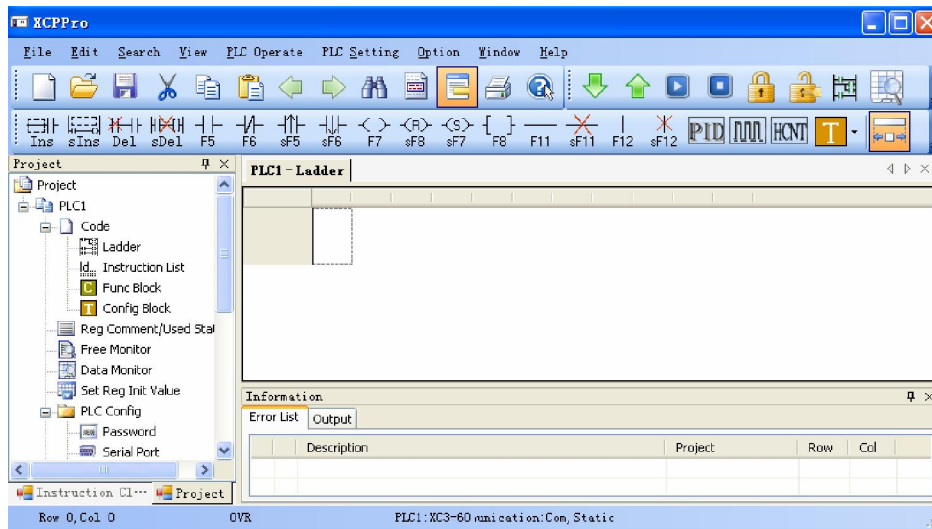 XCPPro
File Edit Search View PLC Operate PLC Setting Option Window Help
Ins sIns Del sDel F5 F6 sF5 sF6 F7 sF8 sF7 F8 F11 sF11 F12 sF12 PID HCNT T
Project
PLC1 - Ladder
Project
PLC1
Code
Ladder
Id... Instruction List
C Func Block
T Config Block
Reg Comment/Used Sta
Free Monitor
Data Monitor
Set Reg Init Value
PLC Config
Password
Serial Port
Instruction Cl... Project
Information
Error List Output
Description Project Row Col
Row 0,Col 0 OVR PLC1:XC3-60 unication:Com, Static